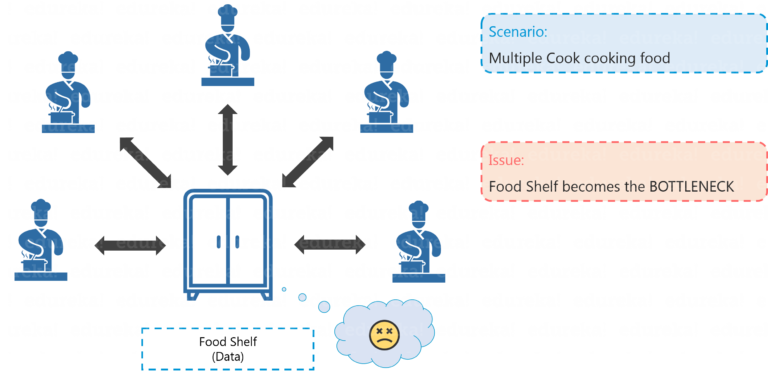 Scenario:
Multiple Cook cooking food
Issue:
Food Shelf becomes the BOTTLENECK
Food Shelf
(Data)